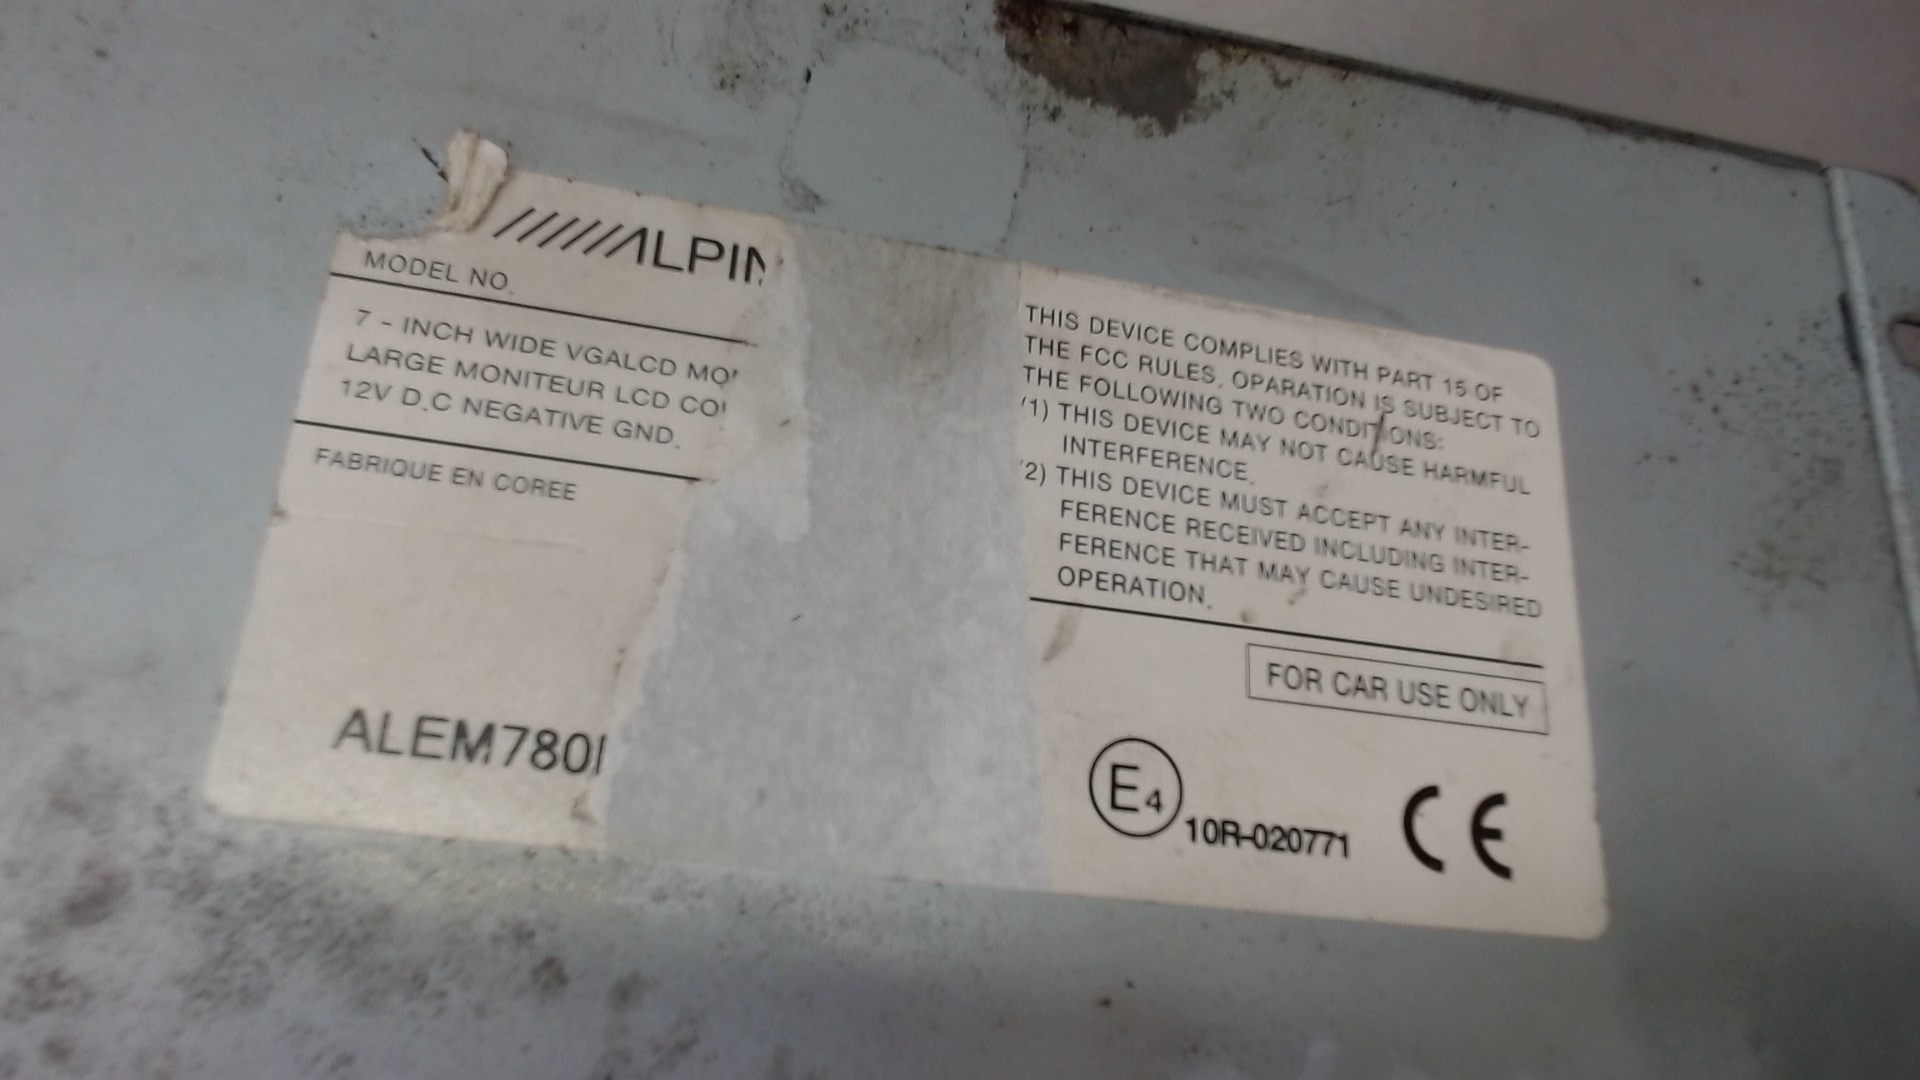 ALPIN
MODEL NO.
7 - INCH WIDE VGALCD MO
LARGE MONITEUR LCD CO
12V D.C NEGATIVE GND.
FABRIQUE EN COREE
ALEM780
THIS DEVICE COMPLIES WITH PART 15 OF
THE FCC RULES, OPARATION IS SUBJECT TO
THE FOLLOWING TWO CONDITIONS:
(1) THIS DEVICE MAY NOT CAUSE HARMFUL
INTERFERENCE.
(2) THIS DEVICE MUST ACCEPT ANY INTER-
FERENCE RECEIVED INCLUDING INTER-
FERENCE THAT MAY CAUSE UNDESIRED
OPERATION.
FOR CAR USE ONLY
E4 10R-020771 CE